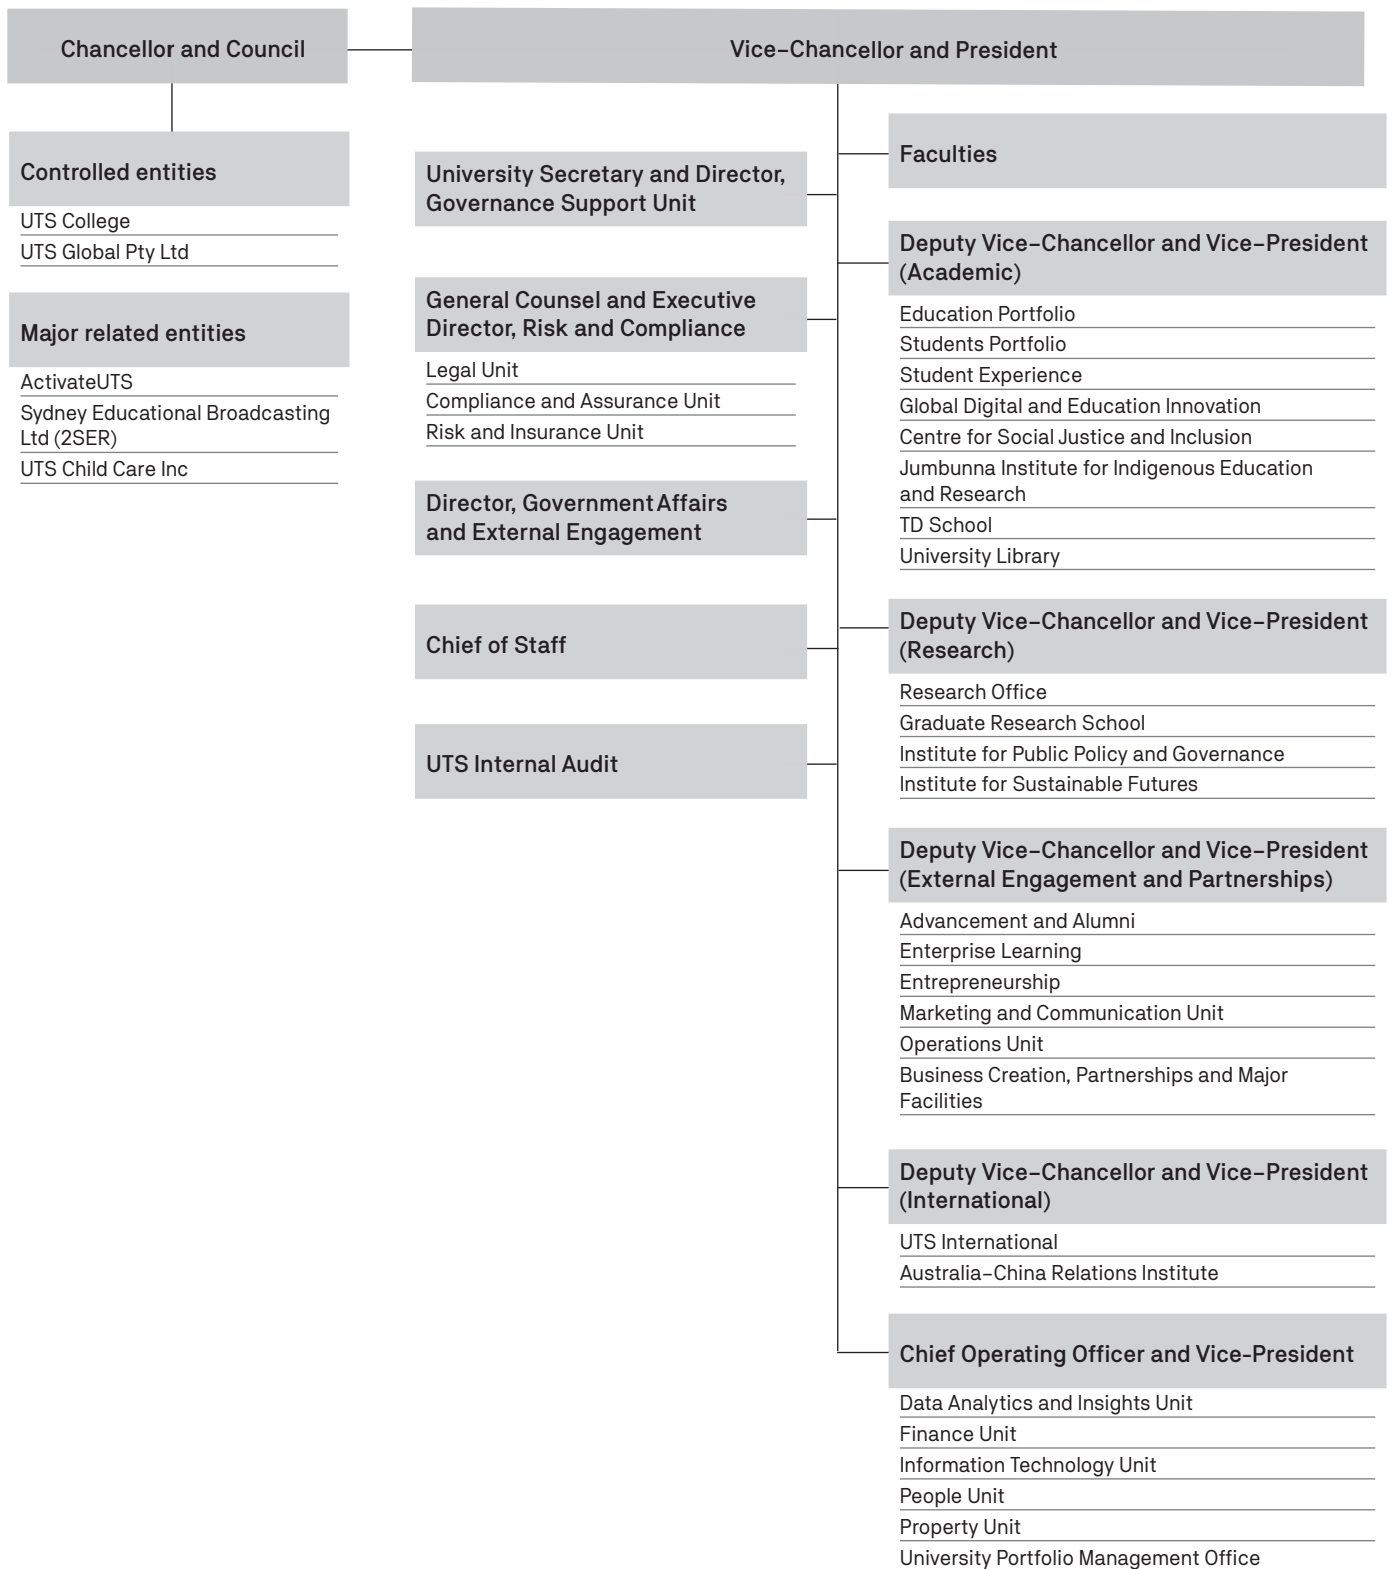 Chancellor and Council
Vice-Chancellor and President
Controlled entities
UTS College
UTS Global Pty Ltd
Major related entities
ActivateUTS
Sydney Educational Broadcasting
Ltd (2SER)
UTS Child Care Inc
University Secretary and Director,
Governance Support Unit
General Counsel and Executive
Director, Risk and Compliance
Legal Unit
Compliance and Assurance Unit
Risk and Insurance Unit
Director, Government Affairs
and External Engagement
Chief of Staff
UTS Internal Audit
Faculties
Deputy Vice-Chancellor and Vice-President
(Academic)
Education Portfolio
Students Portfolio
Student Experience
Global Digital and Education Innovation
Centre for Social Justice and Inclusion
Jumbunna Institute for Indigenous Education
and Research
TD School
University Library
Deputy Vice-Chancellor and Vice-President
(Research)
Research Office
Graduate Research School
Institute for Public Policy and Governance
Institute for Sustainable Futures
Deputy Vice-Chancellor and Vice-President
(External Engagement and Partnerships)
Advancement and Alumni
Enterprise Learning
Entrepreneurship
Marketing and Communication Unit
Operations Unit
Business Creation, Partnerships and Major
Facilities
Deputy Vice-Chancellor and Vice-President
(International)
UTS International
Australia-China Relations Institute
Chief Operating Officer and Vice-President
Data Analytics and Insights Unit
Finance Unit
Information Technology Unit
People Unit
Property Unit
University Portfolio Management Office